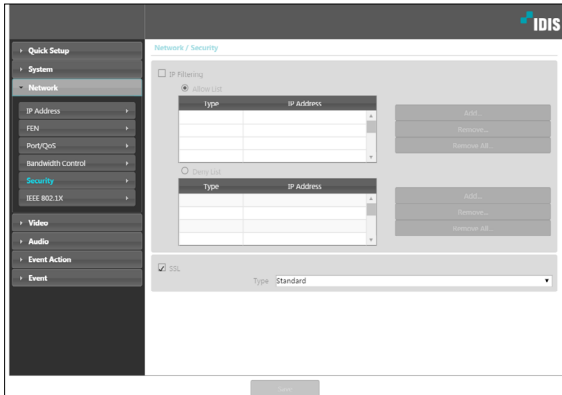 IDIS
Quick Setup
System
Network
IP Address
FEN
Port/QoS
Bandwidth Control
Security
IEEE 802.1X
Video
Audio
Event Action
Event
Network / Security
IP Filtering
Allow List
Type IP Address
Add...
Remove...
Remove All...
Deny List
Type IP Address
Add...
Remove...
Remove All...
SSL
Type Standard
Save